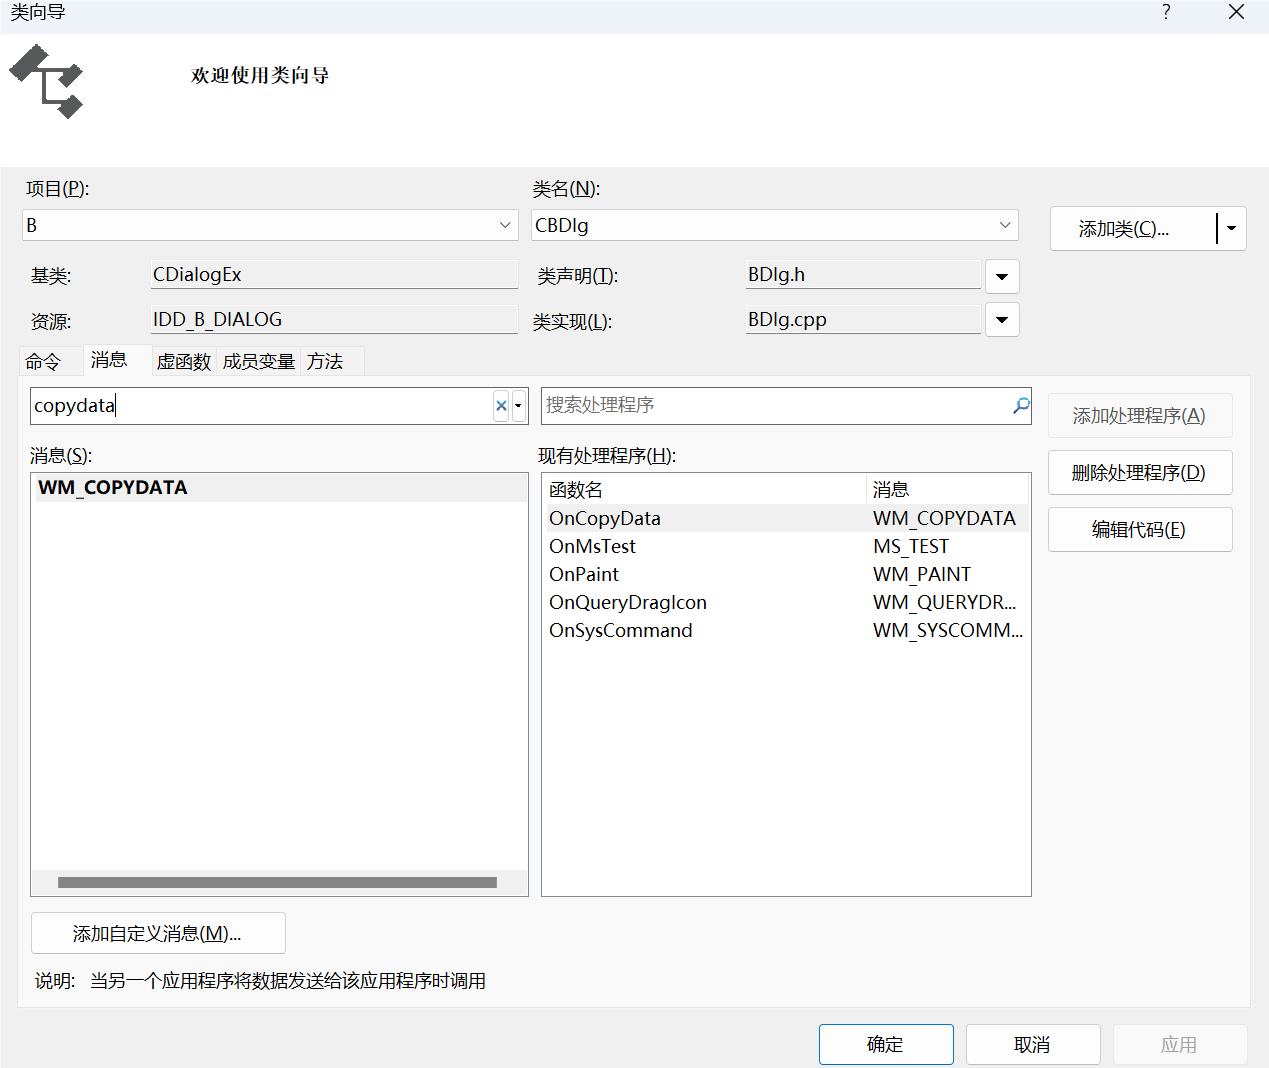 类向导
?
欢迎使用类向导
项目(P):
类名(N):
B
CBDlg
添加类(C)...
基类:
CDialogEx
类声明(T):
BDlg.h
资源:
IDD_B_DIALOG
类实现(L):
BDlg.cpp
命令 消息 虚函数 成员变量 方法
copydata
搜索处理程序
添加处理程序(A)
消息(S):
现有处理程序(H):
删除处理程序(D)
WM_COPYDATA
函数名 消息
OnCopyData WM_COPYDATA
编辑代码(E)
OnMsTest MS_TEST
OnPaint WM_PAINT
OnQueryDragIcon WM_QUERYDR...
OnSysCommand WM_SYSCOMM...
添加自定义消息(M)...
说明: 当另一个应用程序将数据发送给该应用程序时调用
确定 取消 应用